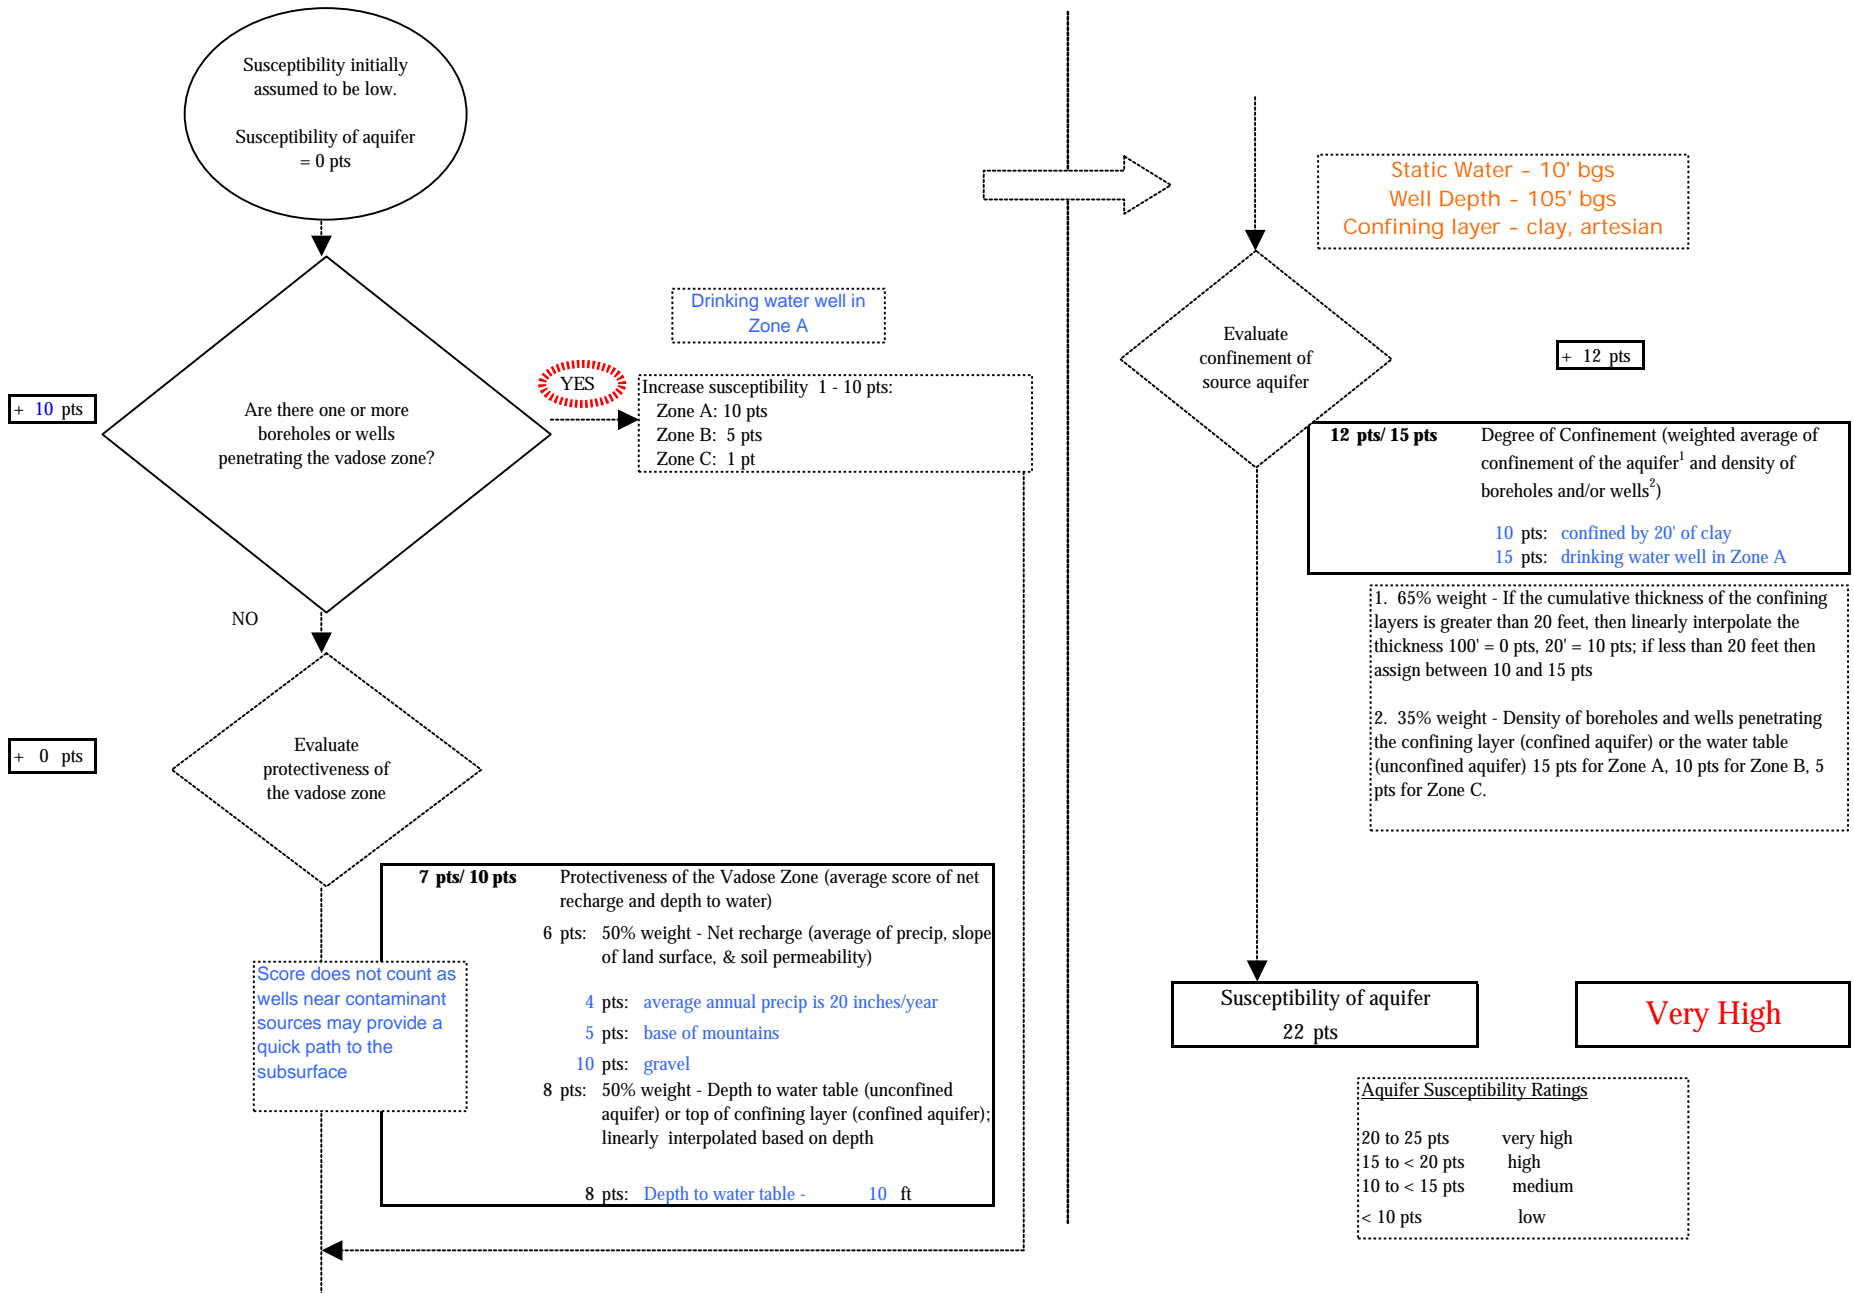 Susceptibility initially
assumed to be low.
Susceptibility of aquifer
= 0 pts
+ 10 pts
Are there one or more
boreholes or wells
penetrating the vadose zone?
YES
Drinking water well in
Zone A
Increase susceptibility 1 - 10 pts:
Zone A: 10 pts
Zone B: 5 pts
Zone C: 1 pt
NO
+ 0 pts
Evaluate
protectiveness of
the vadose zone
Score does not count as
wells near contaminant
sources may provide a
quick path to the
subsurface
7 pts/ 10 pts Protectiveness of the Vadose Zone (average score of net
recharge and depth to water)
6 pts: 50% weight - Net recharge (average of precip, slope
of land surface, & soil permeability)
4 pts: average annual precip is 20 inches/year
5 pts: base of mountains
10 pts: gravel
8 pts: 50% weight - Depth to water table (unconfined
aquifer) or top of confining layer (confined aquifer);
linearly interpolated based on depth
8 pts: Depth to water table - 10 ft
Static Water - 10' bgs
Well Depth - 105' bgs
Confining layer - clay, artesian
Evaluate
confinement of
source aquifer
+ 12 pts
12 pts/ 15 pts Degree of Confinement (weighted average of
confinement of the aquifer1 and density of
boreholes and/or wells2)
10 pts: confined by 20' of clay
15 pts: drinking water well in Zone A
1. 65% weight - If the cumulative thickness of the confining
layers is greater than 20 feet, then linearly interpolate the
thickness 100' = 0 pts, 20' = 10 pts; if less than 20 feet then
assign between 10 and 15 pts
2. 35% weight - Density of boreholes and wells penetrating
the confining layer (confined aquifer) or the water table
(unconfined aquifer) 15 pts for Zone A, 10 pts for Zone B, 5
pts for Zone C.
Susceptibility of aquifer
22 pts
Very High
Aquifer Susceptibility Ratings
20 to 25 pts very high
15 to < 20 pts high
10 to < 15 pts medium
< 10 pts low